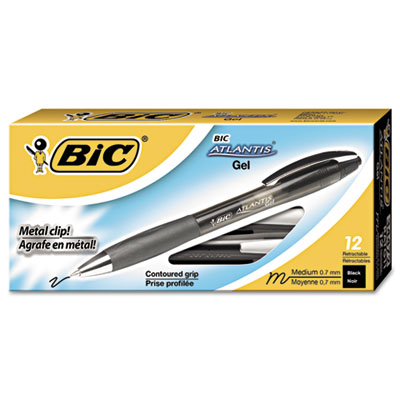 BIC
BIC
ATLANTIS
Gel
Metal clip!
Agrafe en métal!
ATLANTIS
Gel
Contoured grip
Prise profilée
Medium 0.7 mm
Moyenne 0.7 mm
12
Retractable
Rétractables
Black
Noir